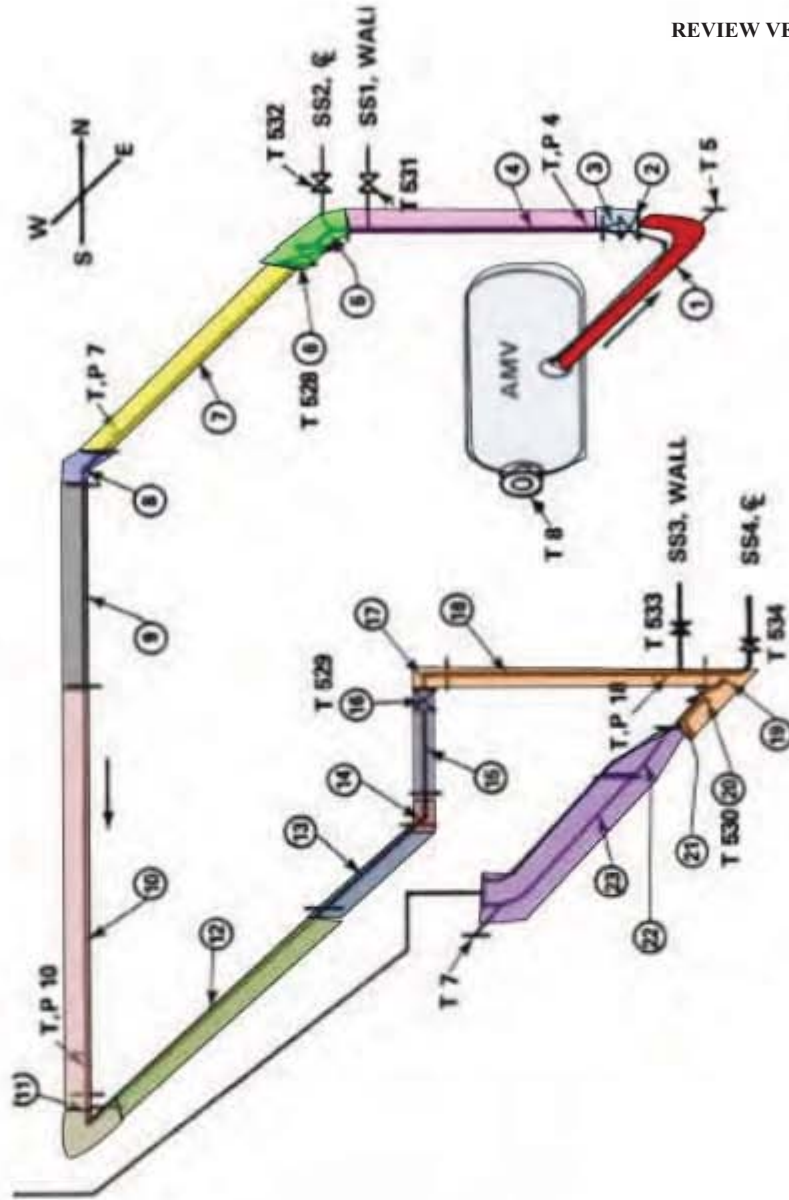 REVIEW VE
W
N
S
E
T 532
SS2, ℄
SS1, WALL
T 531
T,P 4
4
3
2
T 5
1
AMV
T 8
5
T 528 6
7
T,P 7
8
9
10
T,P 10
11
12
13
14
15
T 529
16
17
18
T 533
SS3, WALL
SS4, ℄
T 534
T,P 18
19
T 530 20
21
22
23
T 7